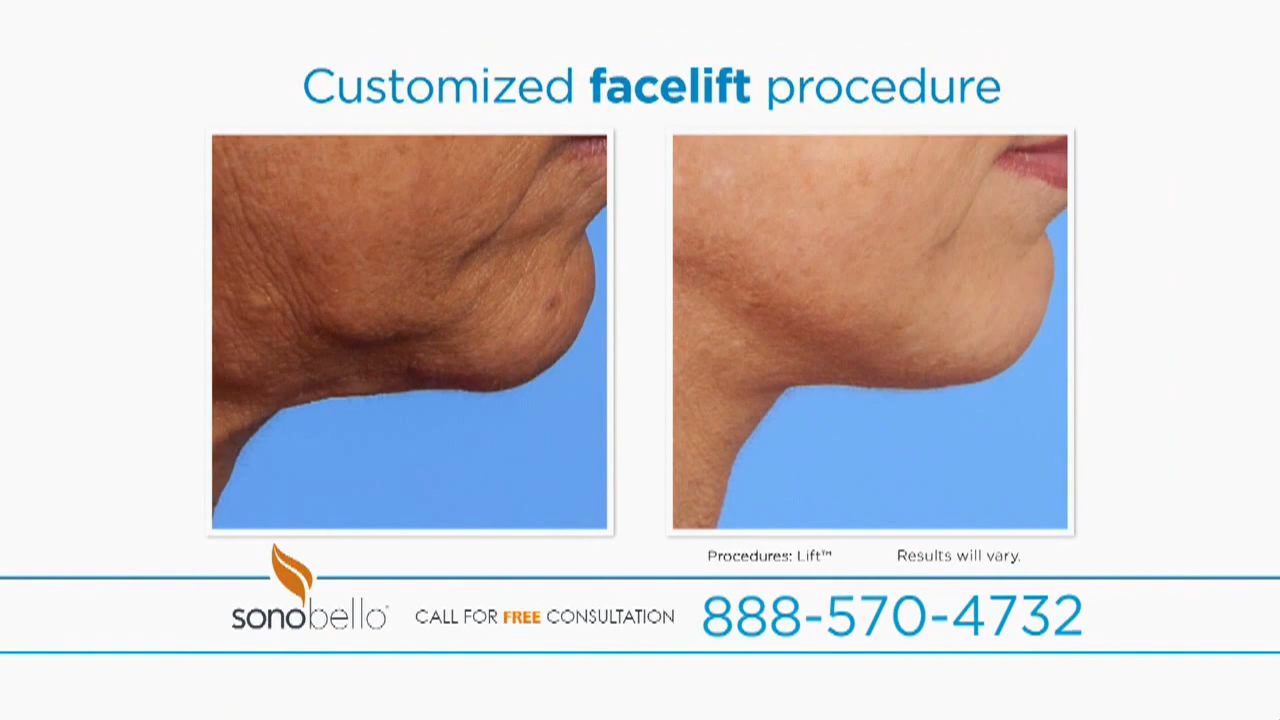 Customized facelift procedure
Procedures: Lift™
Results will vary.
sonobello
CALL FOR FREE CONSULTATION
888-570-4732